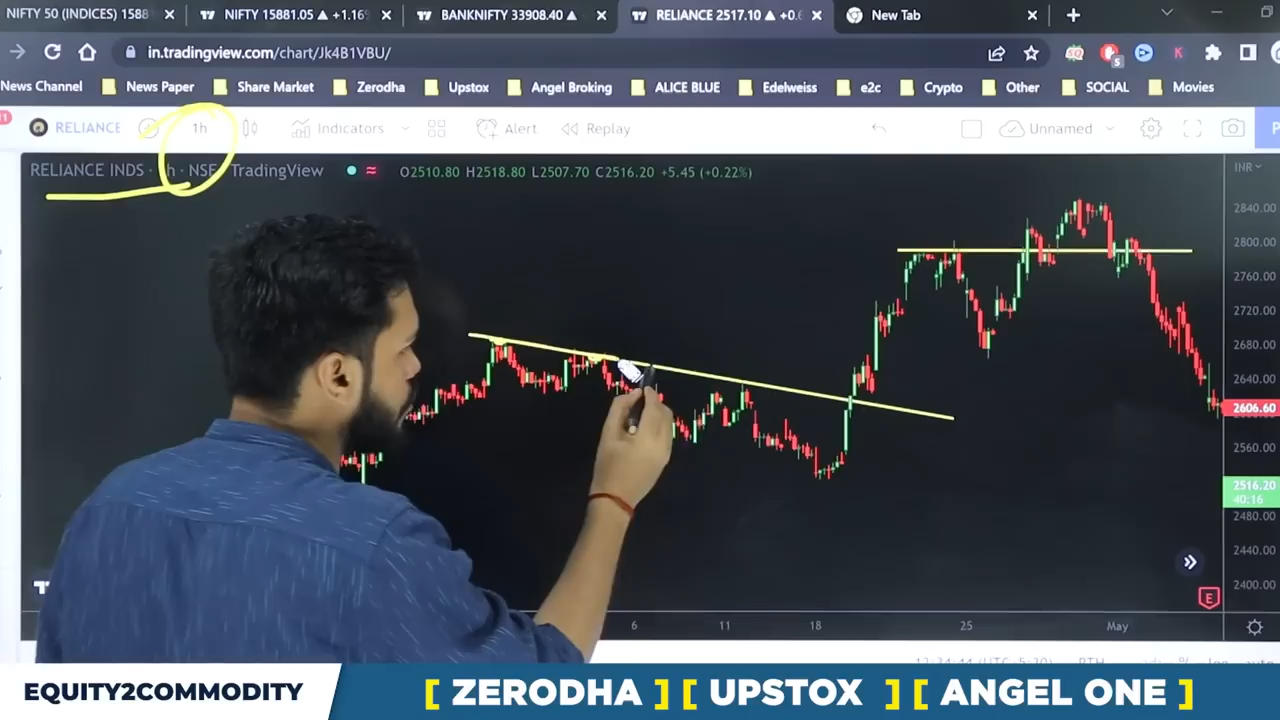 NIFTY 50 (INDICES) 1588
NIFTY 15881.05 ▲ +1.16%
BANKNIFTY 33908.40 ▲
RELIANCE 2517.10 ▲ +0.6
New Tab
in.tradingview.com/chart/Jk4B1VBU/
News Channel
News Paper
Share Market
Zerodha
Upstox
Angel Broking
ALICE BLUE
Edelweiss
e2c
Crypto
Other
SOCIAL
Movies
RELIANCE
1h
Indicators
Alert
Replay
Unnamed
RELIANCE INDS · 1h · NSE TradingView
O2510.80 H2518.80 L2507.70 C2516.20 +5.45 (+0.22%)
INR
2840.00
2800.00
2760.00
2720.00
2680.00
2640.00
2606.60
2560.00
2516.20
40:16
2480.00
2440.00
2400.00
E
6
11
18
25
May
EQUITY2COMMODITY
[ ZERODHA ] [ UPSTOX ] [ ANGEL ONE ]